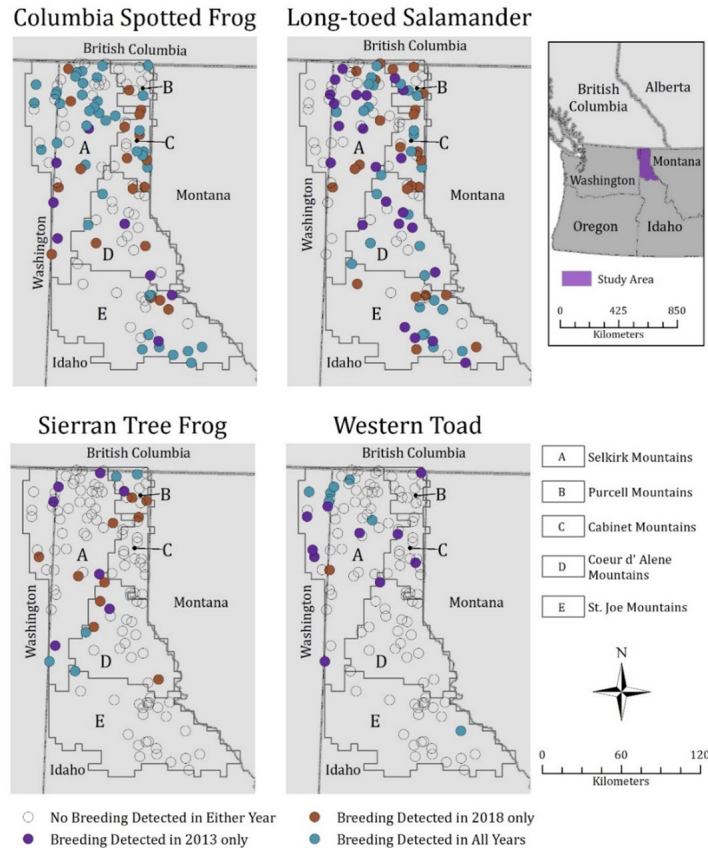 Columbia Spotted Frog
British Columbia
B
C
A
Montana
Washington
D
E
Idaho
Long-toed Salamander
British Columbia
B
C
A
Montana
Washington
D
E
Idaho
British Columbia
Alberta
Washington
Montana
Oregon
Idaho
Study Area
0 425 850
Kilometers
Sierran Tree Frog
British Columbia
B
C
A
Montana
Washington
D
E
Idaho
Western Toad
British Columbia
B
C
A
Montana
Washington
D
E
Idaho
A Selkirk Mountains
B Purcell Mountains
C Cabinet Mountains
D Coeur d' Alene
Mountains
E St. Joe Mountains
N
0 60 120
Kilometers
No Breeding Detected in Either Year
Breeding Detected in 2018 only
Breeding Detected in 2013 only
Breeding Detected in All Years